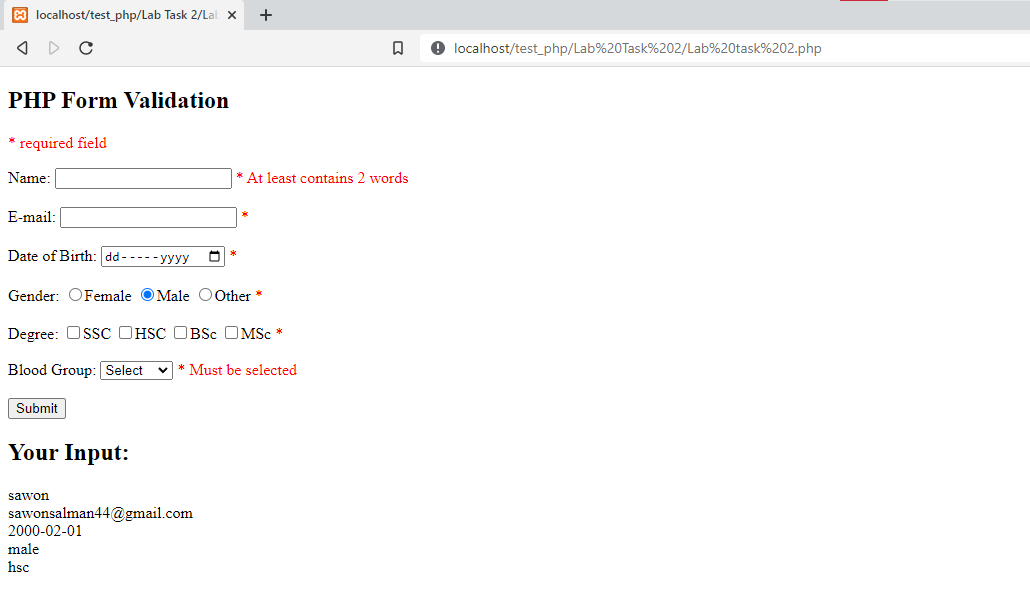 localhost/test_php/Lab Task 2/La
localhost/test_php/Lab%20Task%202/Lab%20task%202.php
PHP Form Validation
* required field
Name: * At least contains 2 words
E-mail: *
Date of Birth: dd-----yyyy *
Gender: Female Male Other *
Degree: SSC HSC BSc MSc *
Blood Group: Select * Must be selected
Submit
Your Input:
sawon
sawonsalman44@gmail.com
2000-02-01
male
hsc